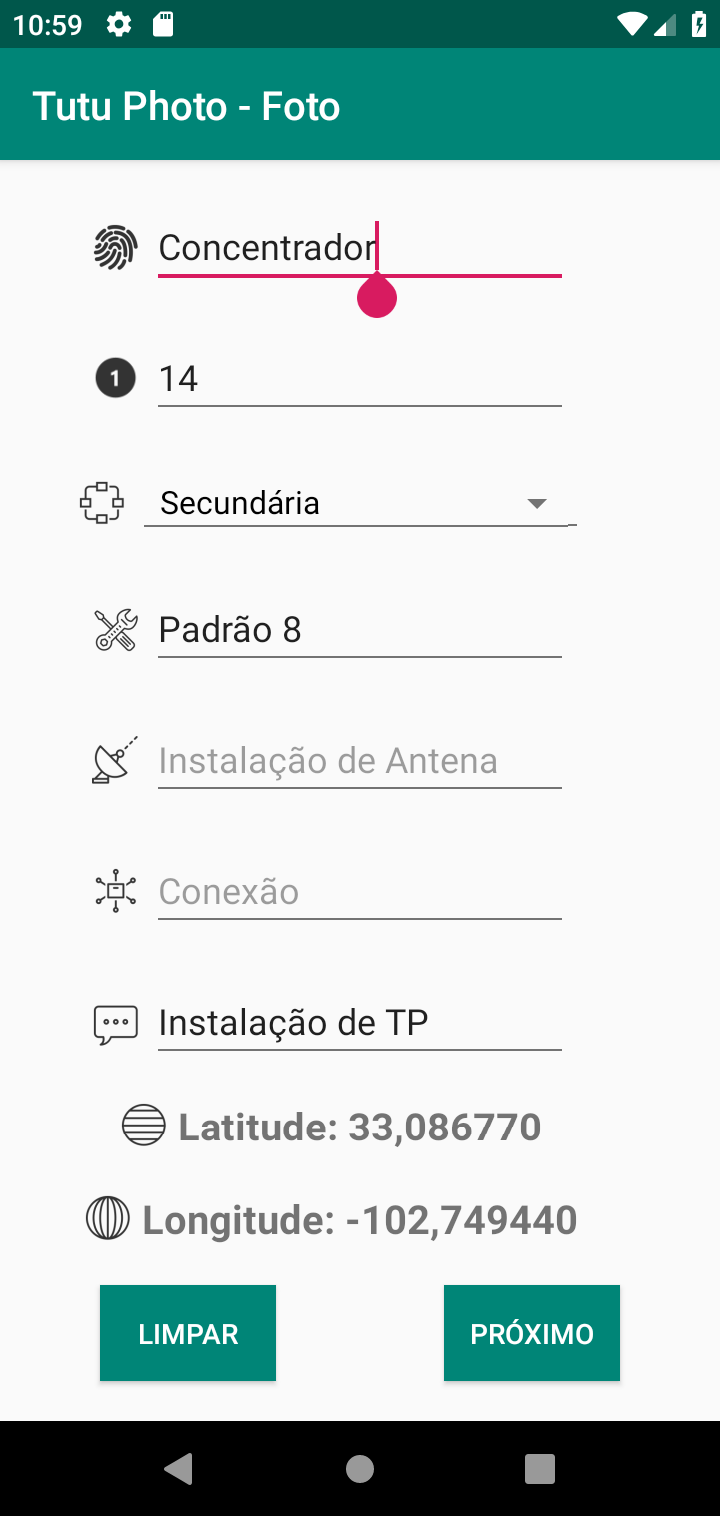 10:59
Tutu Photo - Foto
Concentrador
1 14
Secundária
Padrão 8
Instalação de Antena
Conexão
Instalação de TP
Latitude: 33,086770
Longitude: -102,749440
LIMPAR PRÓXIMO